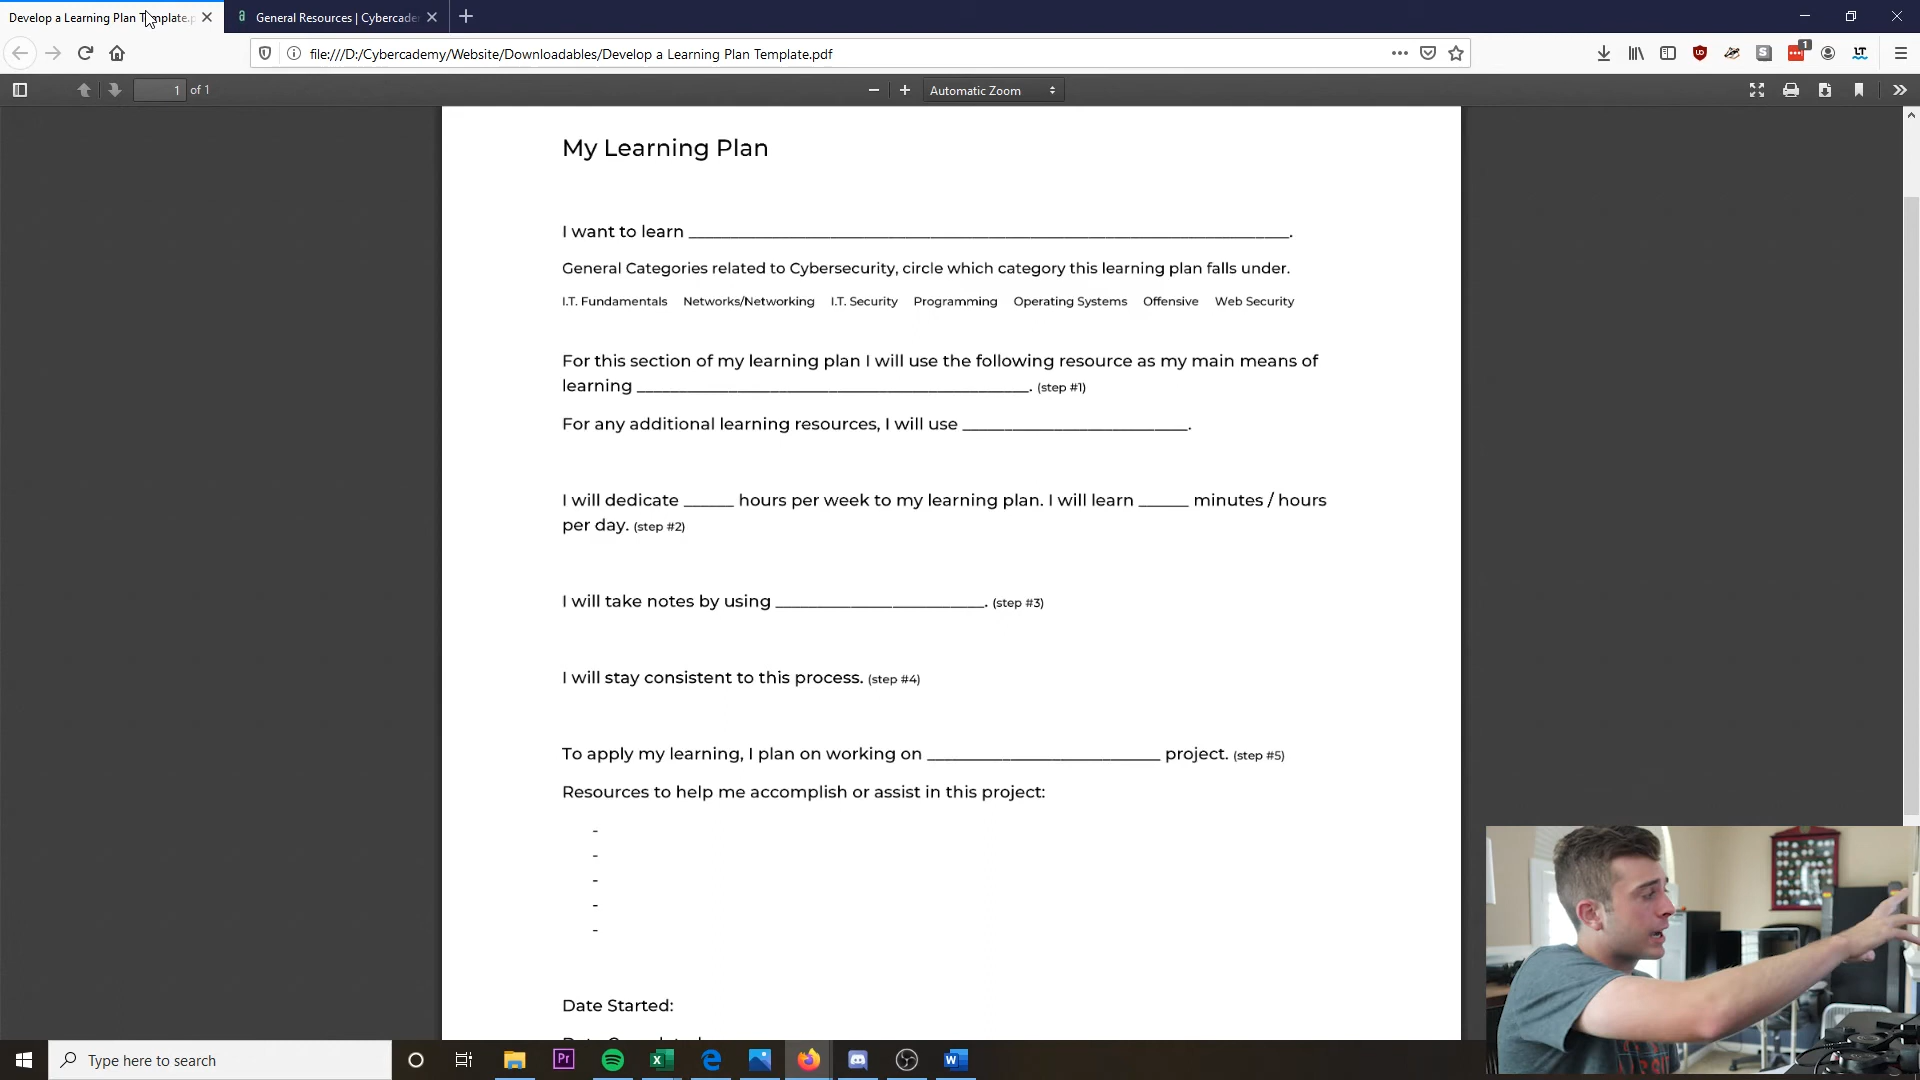 Develop a Learning Plan Template.p
General Resources | Cybercade
file:///D:/Cybercademy/Website/Downloadables/Develop a Learning Plan Template.pdf
1
1 of 1
Automatic Zoom
My Learning Plan
I want to learn ____________________________________________________________.
General Categories related to Cybersecurity, circle which category this learning plan falls under.
I.T. Fundamentals Networks/Networking I.T. Security Programming Operating Systems Offensive Web Security
For this section of my learning plan I will use the following resource as my main means of
learning _______________________________________. (step #1)
For any additional learning resources, I will use ______________________.
I will dedicate _____ hours per week to my learning plan. I will learn _____ minutes / hours
per day. (step #2)
I will take notes by using _____________________. (step #3)
I will stay consistent to this process. (step #4)
To apply my learning, I plan on working on _______________________ project. (step #5)
Resources to help me accomplish or assist in this project:
-
-
-
-
-
Date Started:
Type here to search